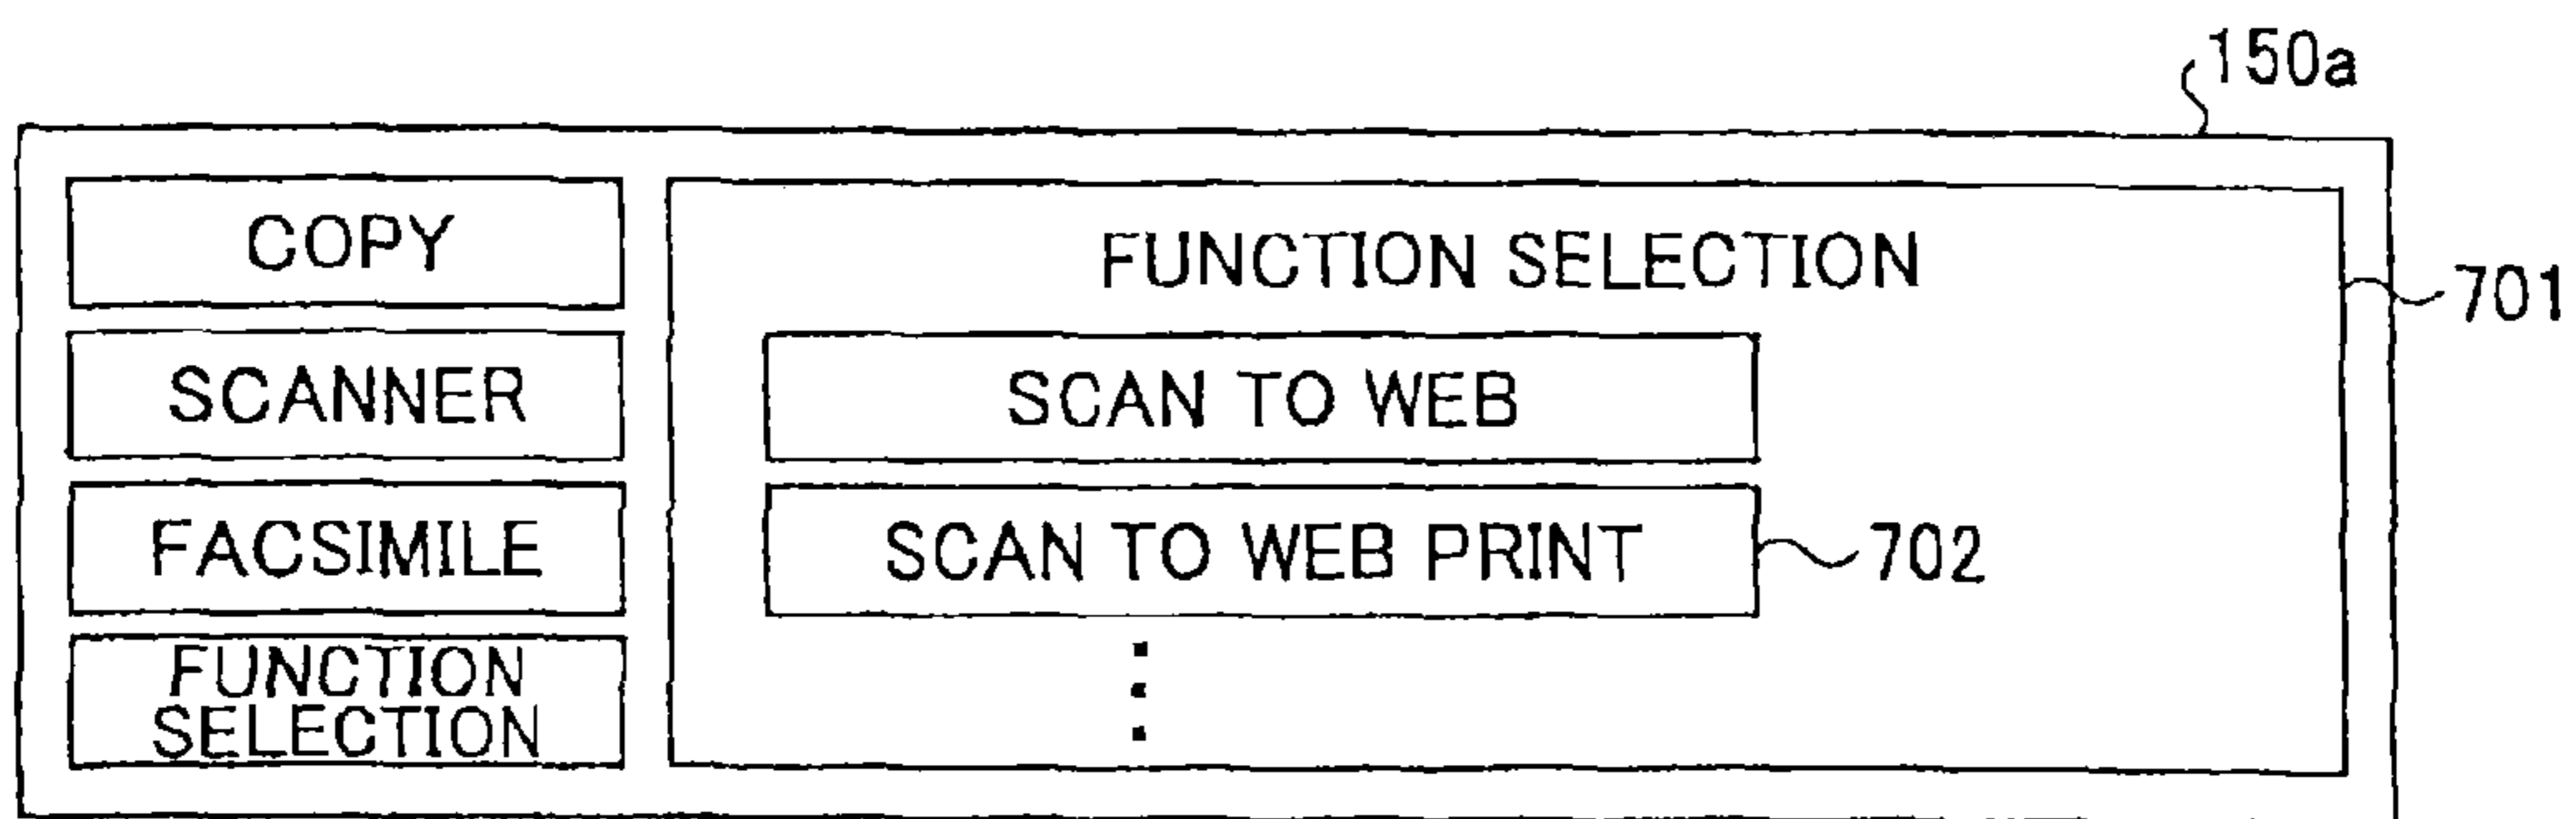 150a
COPY
SCANNER
FACSIMILE
FUNCTION
SELECTION
FUNCTION SELECTION
701
SCAN TO WEB
SCAN TO WEB PRINT
702